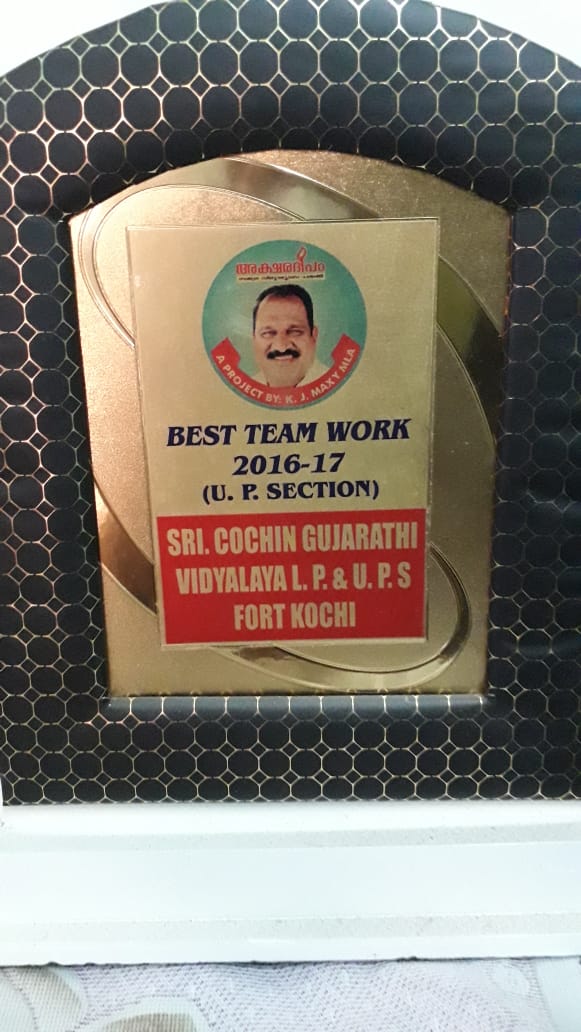 അക്ഷരദീപം
A PROJECT BY: K. J. MAXY MLA
BEST TEAM WORK
2016-17
(U. P. SECTION)
SRI. COCHIN GUJARATHI
VIDYALAYA L. P. & U. P. S
FORT KOCHI